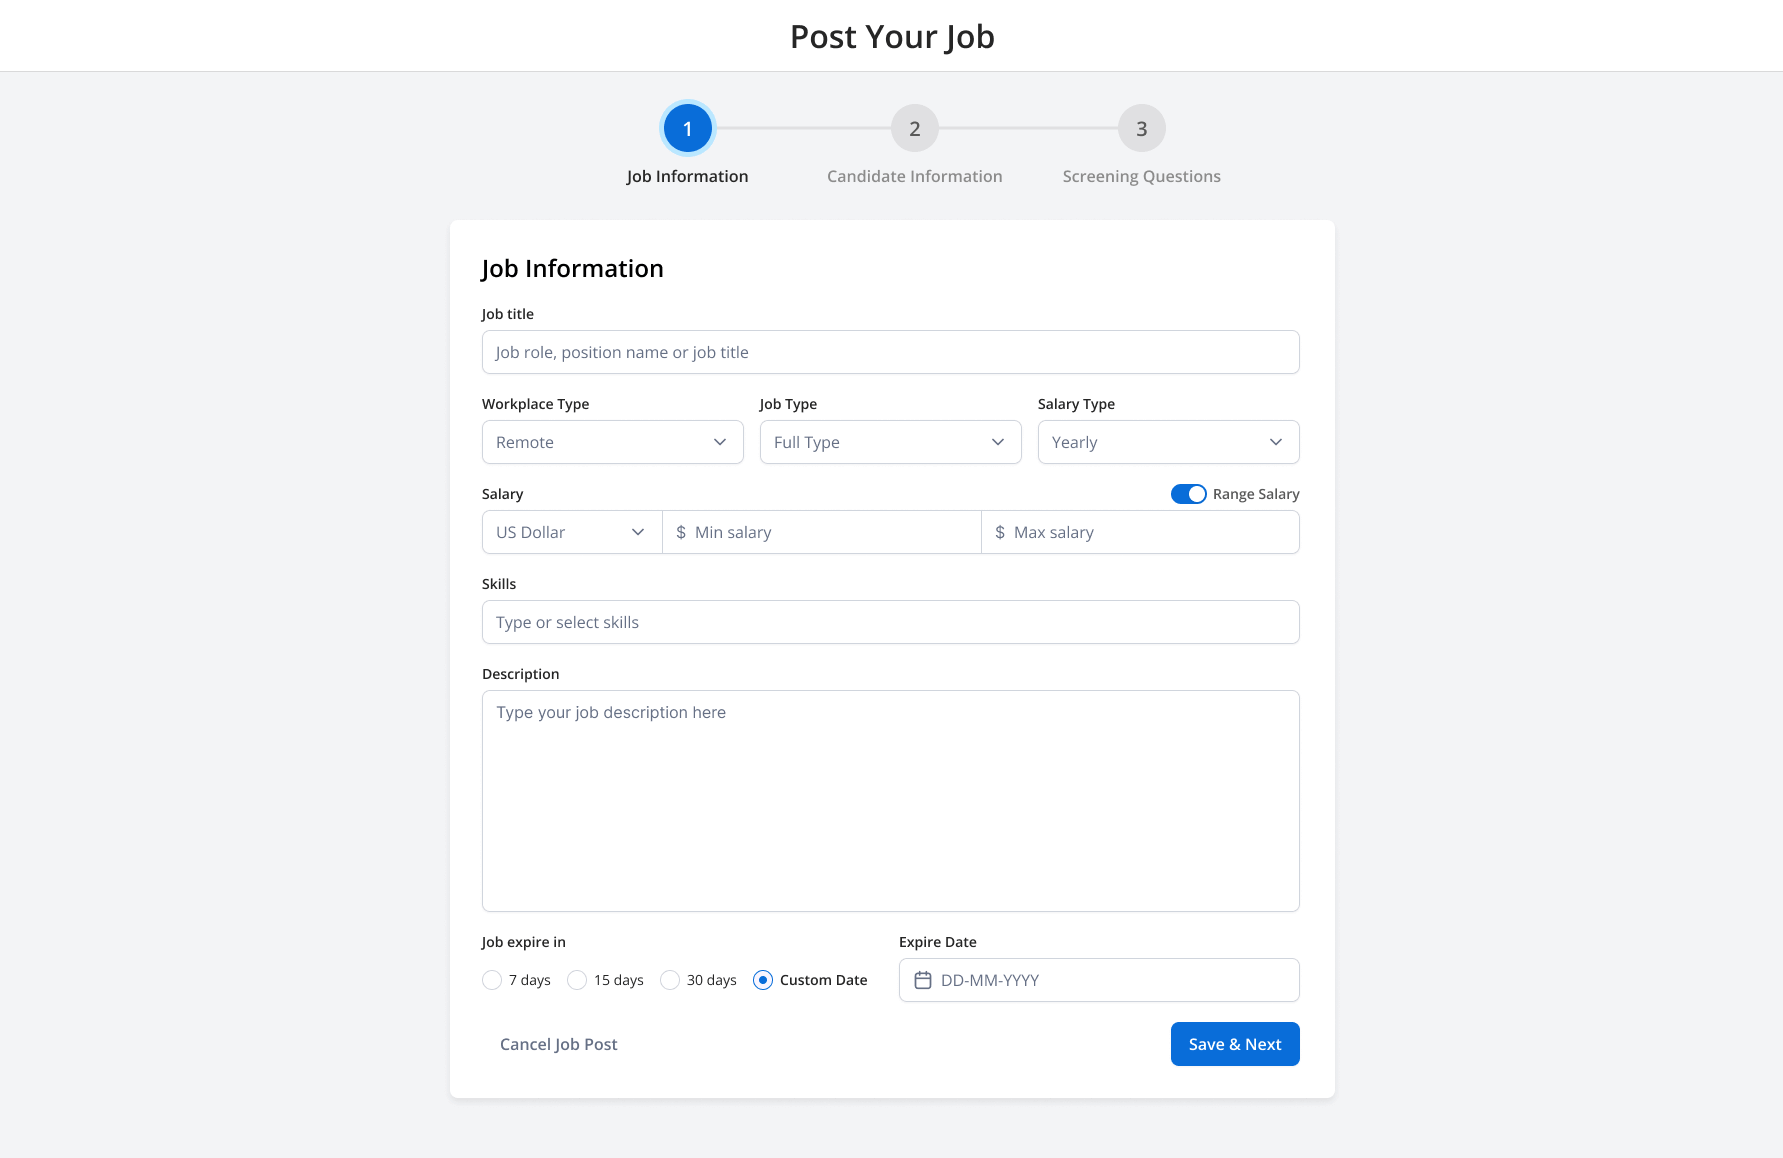 Post Your Job
1
2
3
Job Information
Candidate Information
Screening Questions
Job Information
Job title
Job role, position name or job title
Workplace Type
Job Type
Salary Type
Remote
Full Type
Yearly
Salary
Range Salary
US Dollar
$ Min salary
$ Max salary
Skills
Type or select skills
Description
Type your job description here
Job expire in
Expire Date
7 days
15 days
30 days
Custom Date
DD-MM-YYYY
Cancel Job Post
Save & Next